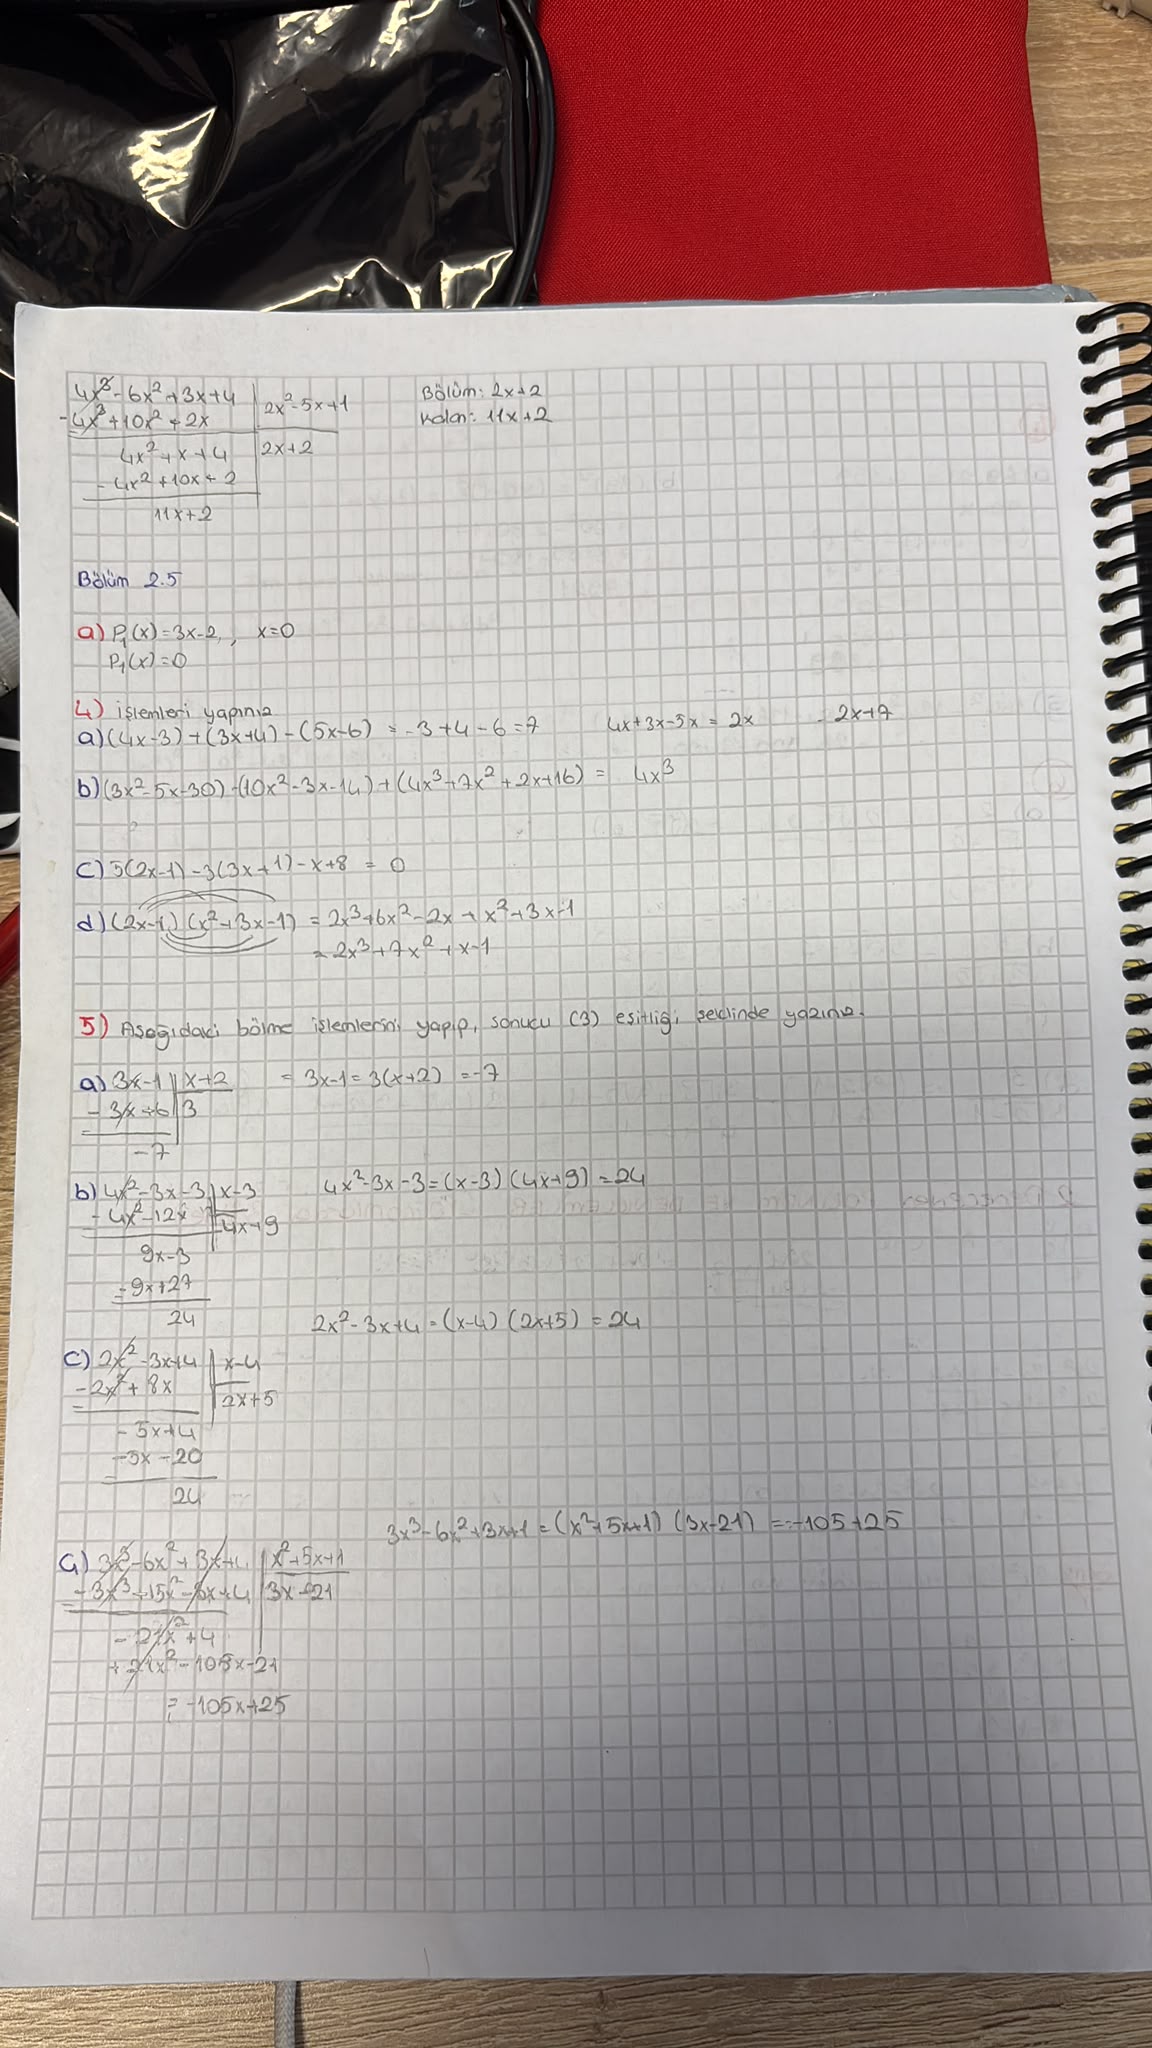 4x³-6x²+3x+4 | 2x²-5x+1
-4x³+10x²+2x
4x²+x+4 | 2x+2
-4x²+10x+2
11x+2
Bölüm: 2x+2
Kalan: 11x+2
Bölüm 2.5
a) P₁(x)=3x-2, x=0
P₁(x)=0
4) işlemleri yapınız
a) (4x-3)+(3x+4)-(5x-6) = -3+4-6=7 4x+3x-5x = 2x 2x+7
b) (3x²-5x-30)-(10x²-3x-14)+(4x³+7x²+2x+16) = 4x³
c) 5(2x-1)-3(3x+1)-x+8 = 0
d) (2x-1)(x²+3x-1) = 2x³+6x²-2x+x²+3x-1
= 2x³+7x²+x-1
5) Aşağıdaki bölme işlemlerini yapıp, sonucu (3) eşitliği şeklinde yazınız.
a) 3x-1 | x+2 = 3x-1=3(x+2) =-7
-3x+6 | 3
-7
b) 4x²-3x-3 | x-3 4x²-3x-3=(x-3)(4x+9)=24
-4x²-12x | 4x+9
9x-3
-9x+27
24
2x²-3x+4=(x-4)(2x+5)=24
c) 2x²-3x+4 | x-4
-2x²+8x | 2x+5
-5x+4
-5x-20
24
3x³-6x²+3x+1=(x²+5x+1)(3x-21)=-105+25
Ç) 3x³-6x²+3x+4 | x²+5x+1
-3x³+15x²-3x+4 | 3x-21
-21x²+4
+21x²-105x-21
= -105x+25